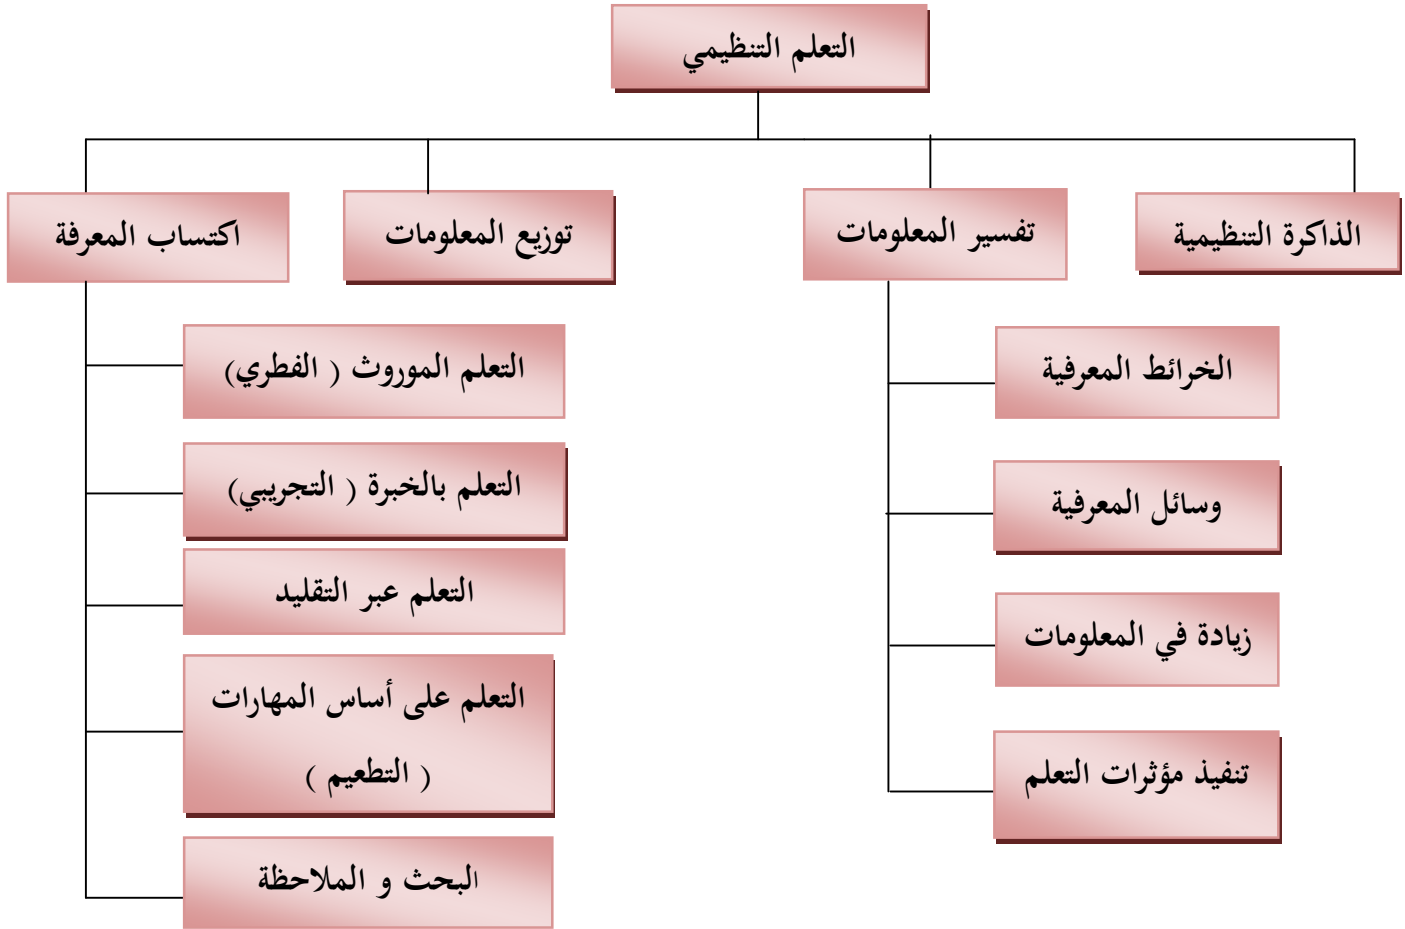 التعلم التنظيمي
الذاكرة التنظيمية
تفسير المعلومات
توزيع المعلومات
اكتساب المعرفة
الخرائط المعرفية
وسائل المعرفية
زيادة في المعلومات
تنفيذ مؤثرات التعلم
التعلم الموروث ( الفطري)
التعلم بالخبرة ( التجريبي)
التعلم عبر التقليد
التعلم على أساس المهارات
( التطعيم )
البحث و الملاحظة